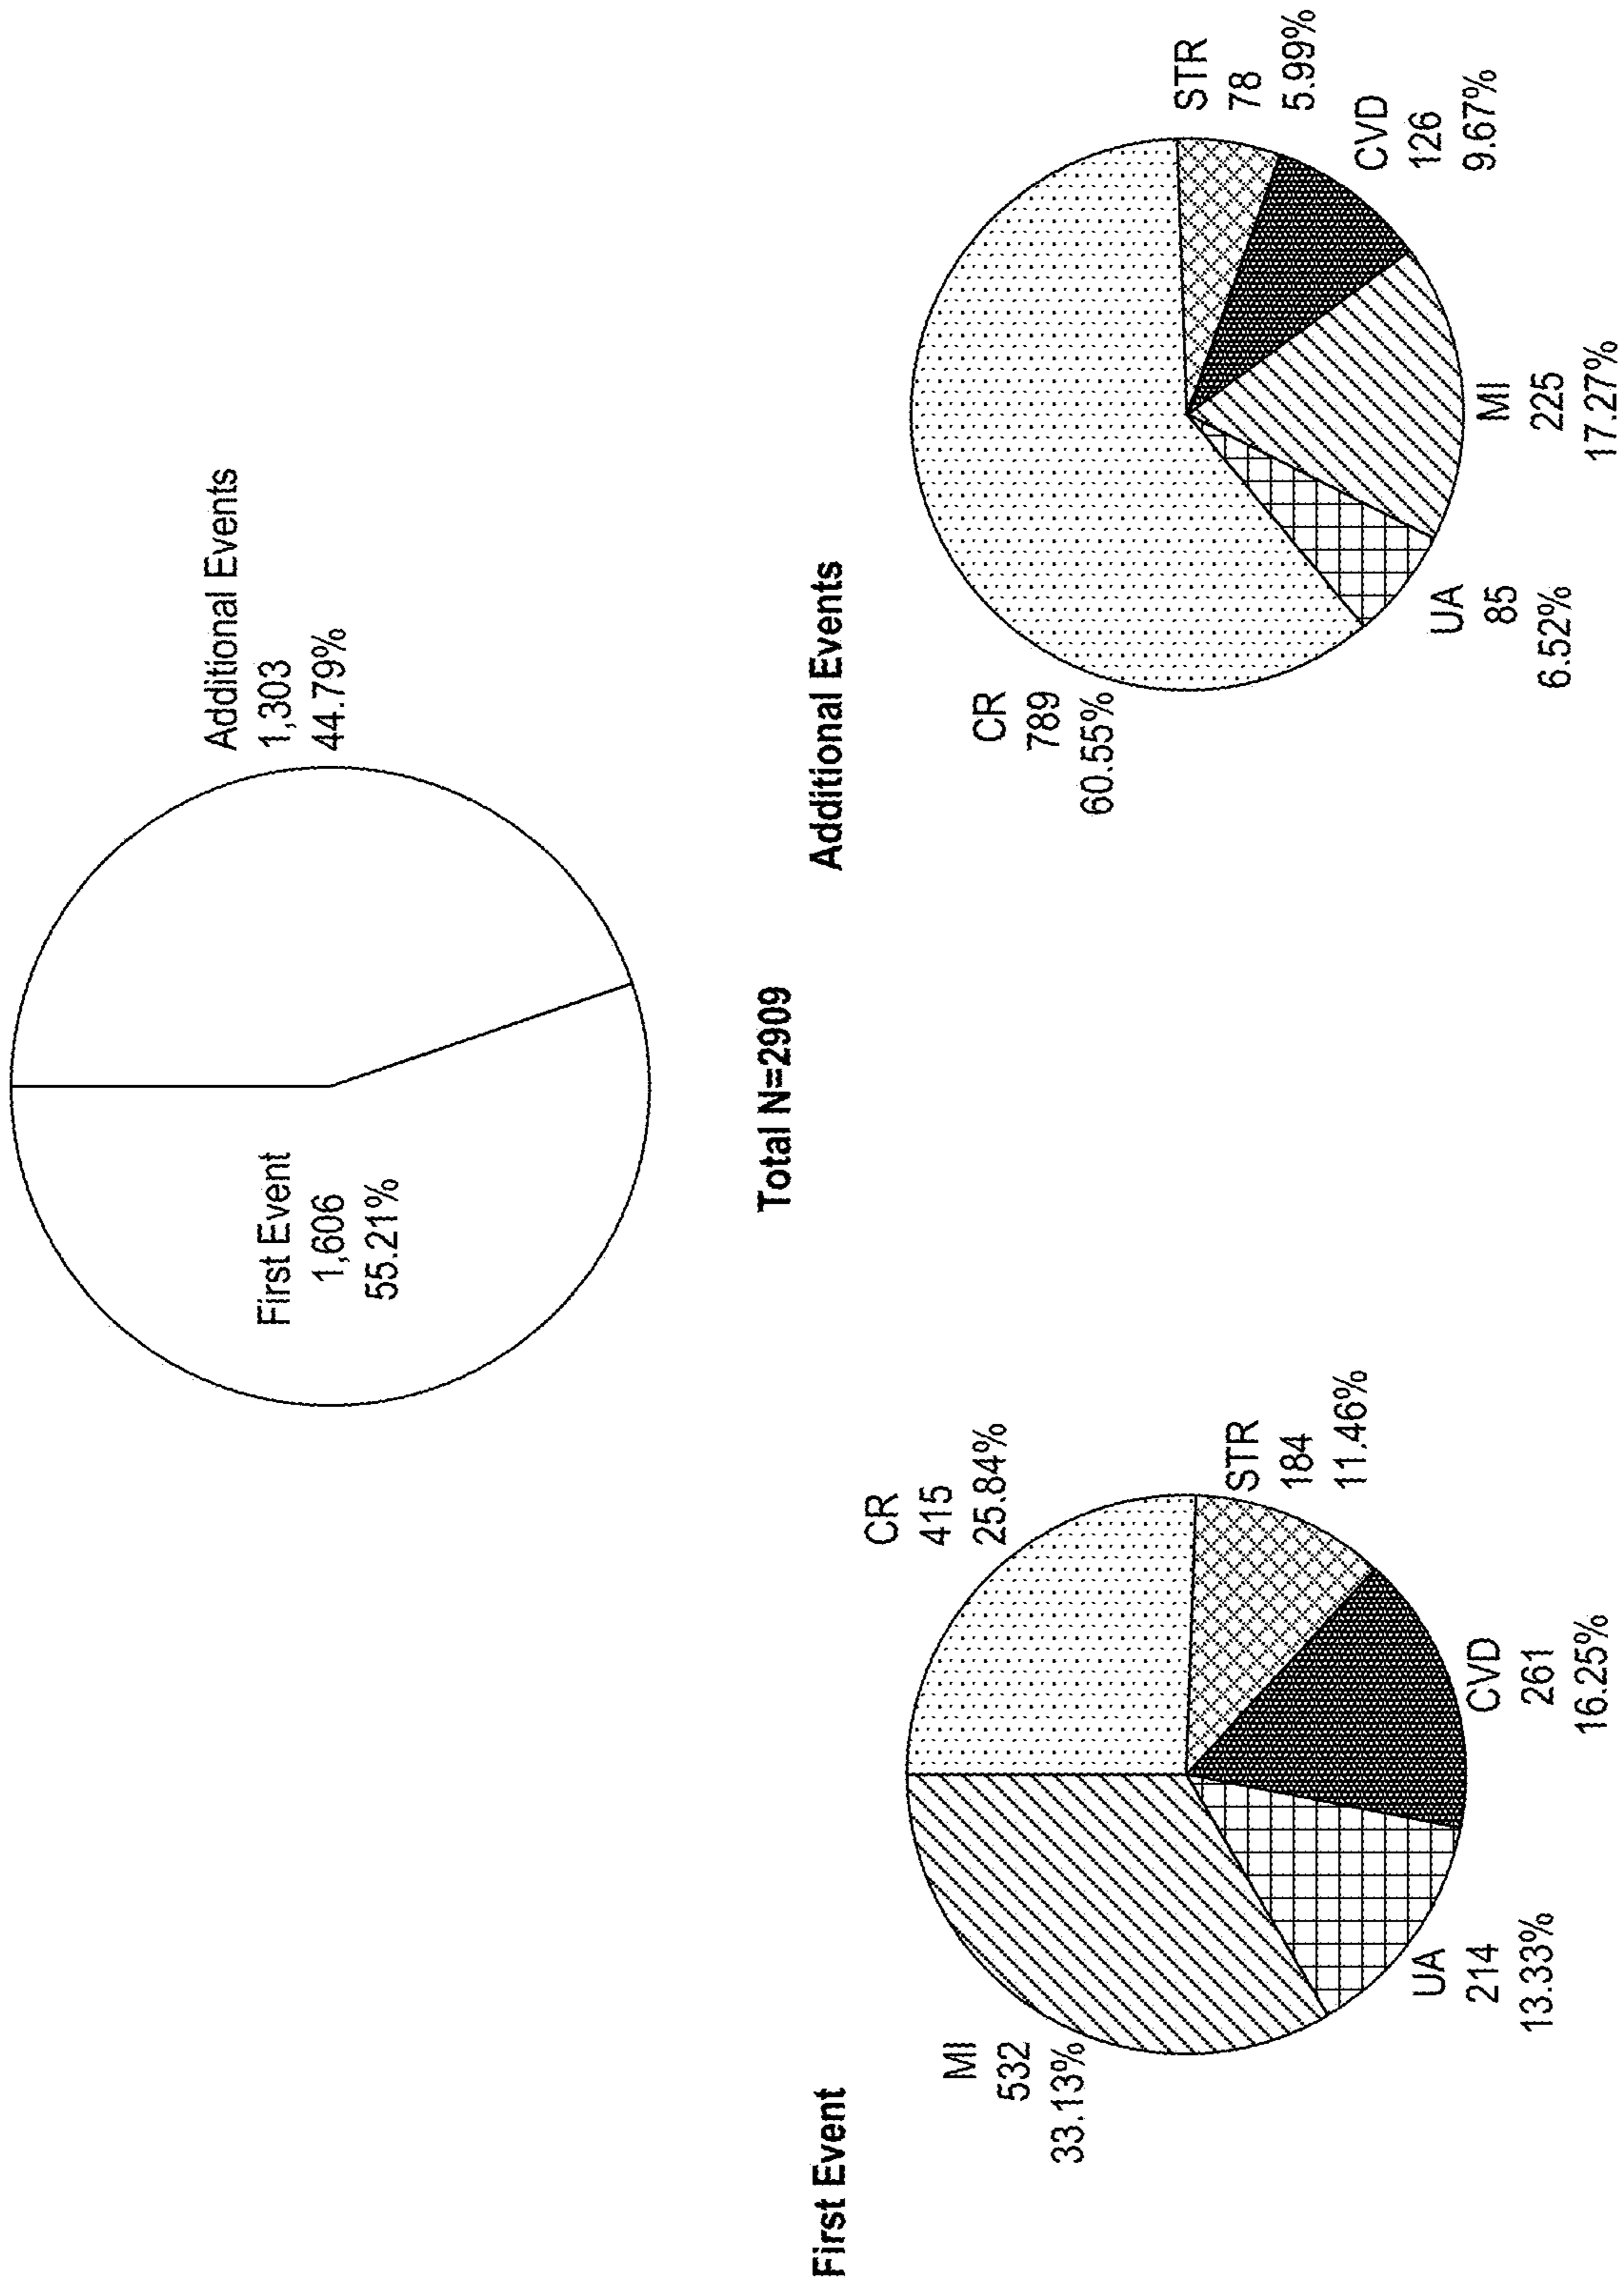 First Event
1,606
55.21%
Additional Events
1,303
44.79%
Total N=2909
First Event
CR
415
25.84%
STR
184
11.46%
CVD
261
16.25%
UA
214
13.33%
MI
532
33.13%
Additional Events
CR
789
60.55%
STR
78
5.99%
CVD
126
9.67%
MI
225
17.27%
UA
85
6.52%